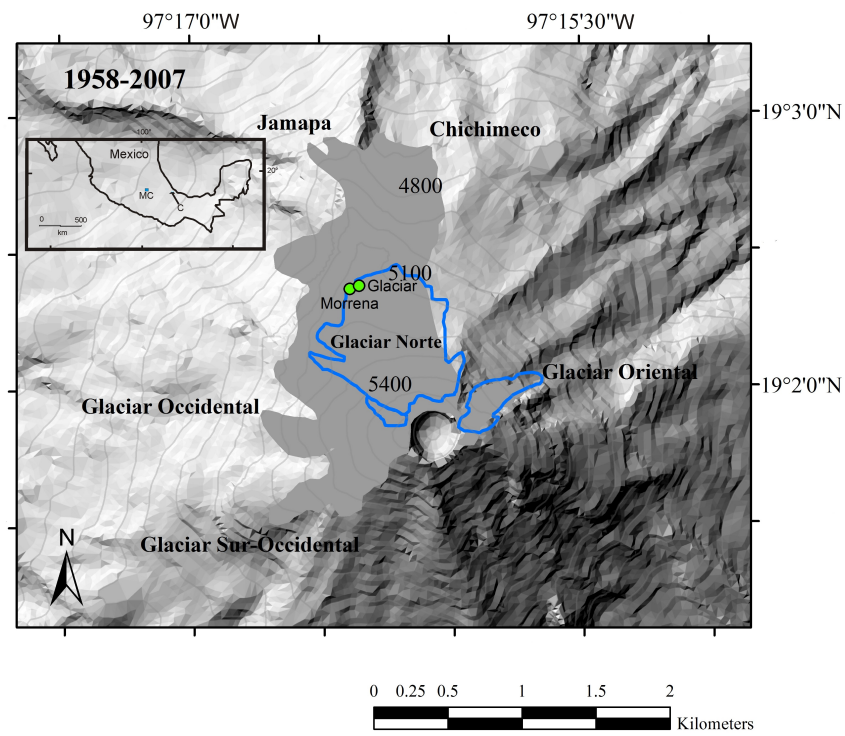 97°17'0"W 97°15'30"W
1958-2007
19°3'0"N
Jamapa
Chichimeco
100°
Mexico
20°
MC
C
0 500
km
4800
5100
Glaciar
Morrena
Glaciar Norte
5400
Glaciar Oriental
19°2'0"N
Glaciar Occidental
Glaciar Sur-Occidental
N
0 0.25 0.5 1 1.5 2
Kilometers